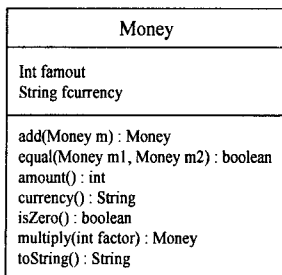 Money
Int famout
String fcurrency
add(Money m) : Money
equal(Money m1, Money m2) : boolean
amount() : int
currency() : String
isZero() : boolean
multiply(int factor) : Money
toString() : String